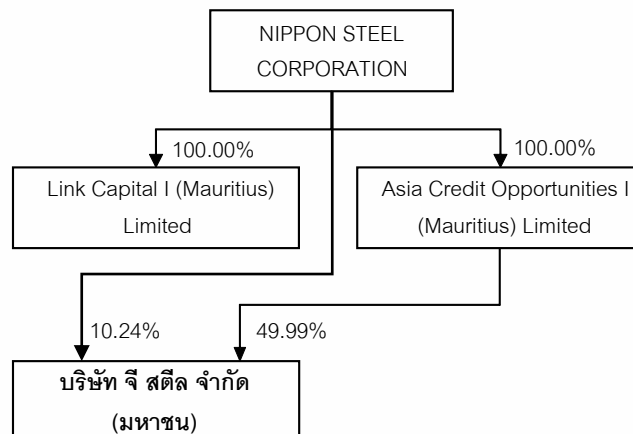 NIPPON STEEL
CORPORATION
100.00%
100.00%
Link Capital I (Mauritius)
Limited
Asia Credit Opportunities I
(Mauritius) Limited
10.24%
49.99%
บริษัท จี สตีล จำกัด
(มหาชน)